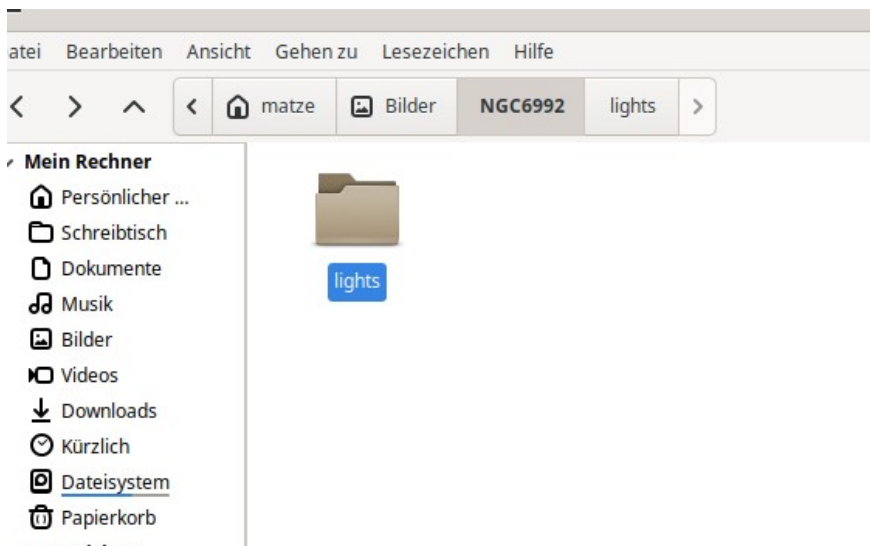 atei Bearbeiten Ansicht Gehen zu Lesezeichen Hilfe
matze Bilder NGC6992 lights
Mein Rechner
Persönlicher ...
Schreibtisch
Dokumente
Musik
Bilder
Videos
Downloads
Kürzlich
Dateisystem
Papierkorb
lights